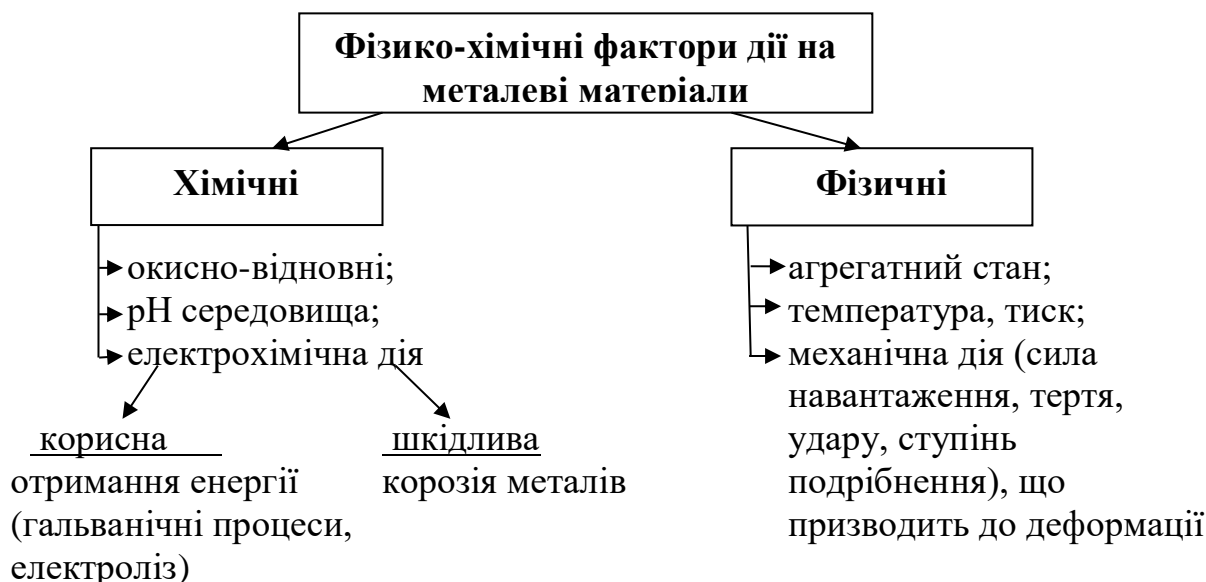 Фізико-хімічні фактори дії на
металеві матеріали
Хімічні
окисно-відновні;
рН середовища;
електрохімічна дія
корисна
отримання енергії
(гальванічні процеси,
електроліз)
шкідлива
корозія металів
Фізичні
агрегатний стан;
температура, тиск;
механічна дія (сила
навантаження, тертя,
удару, ступінь
подрібнення), що
призводить до деформації